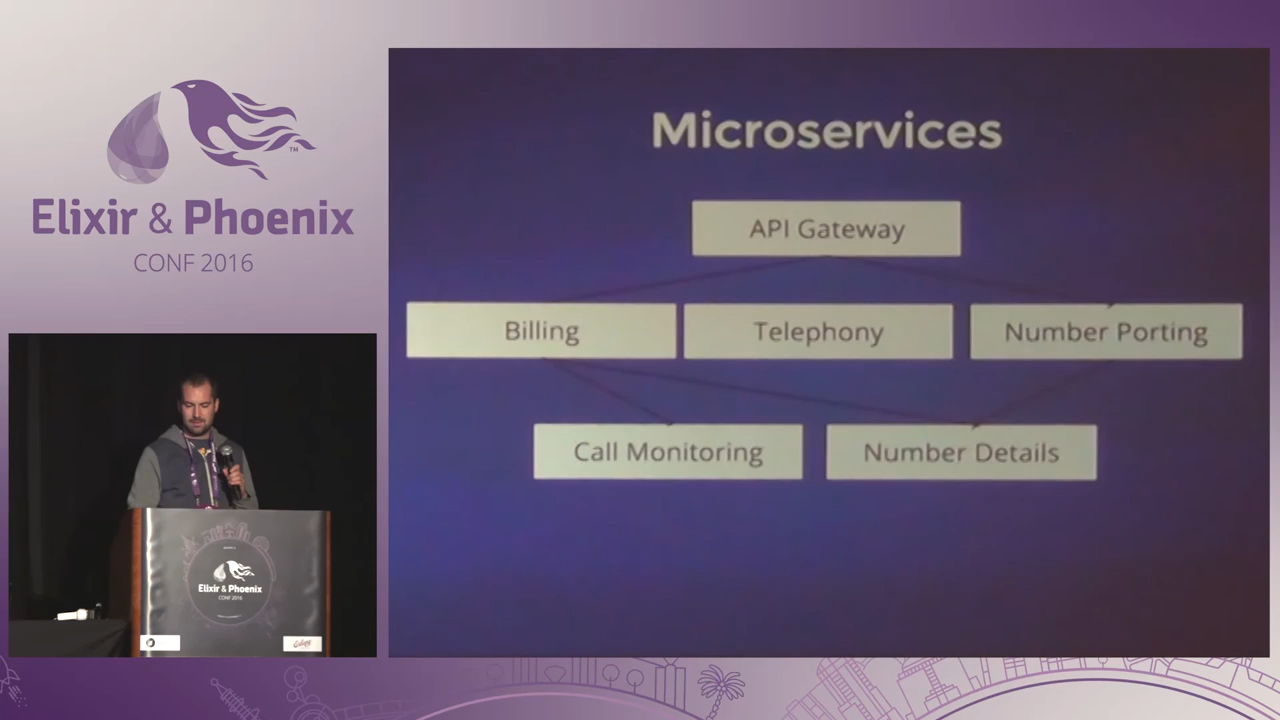 Elixir & Phoenix
CONF 2016
TM
Microservices
API Gateway
Billing
Telephony
Number Porting
Call Monitoring
Number Details
Elixir & Phoenix
CONF 2016